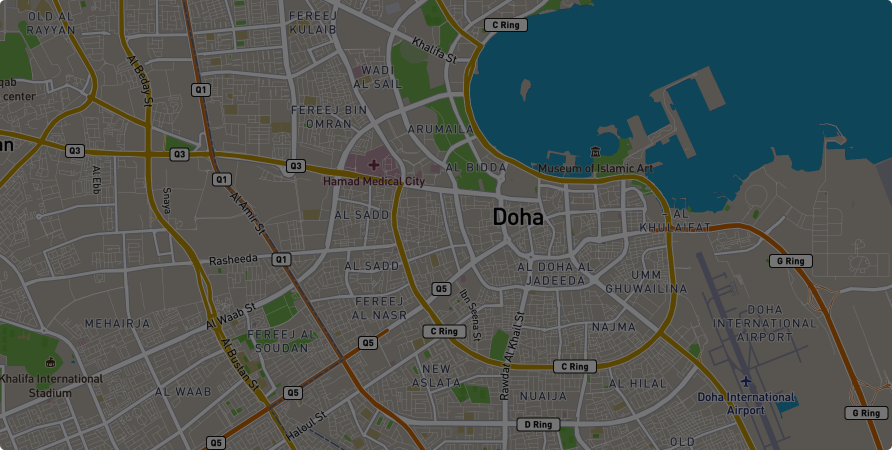 OLD AL
RAYYAN
FEREEJ
KULAIB
C Ring
Khalifa St
WADI
AL SAIL
Al Beday St
qab
center
Q1
FEREEJ BIN
OMRAN
ARUMAILA
an
Q3
Q3
Q3
Hamad Medical City
AL BIDDA
Museum of Islamic Art
Al Ebb
Snaya
Q1
Al Amir St
AL SADD
Doha
AL
KHULAIFAT
Rasheeda
Q1
AL SADD
AL DOHA AL
JADEEDA
G Ring
UMM
GHUWAILINA
Q5
Ibn Seena St
FEREEJ
AL NASR
Al Waab St
MEHAIRJA
FEREEJ AL
SOUDAN
Q5
C Ring
Rawdat Al Khail St
NAJMA
DOHA
INTERNATIONAL
AIRPORT
Al Bustan St
Khalifa International
Stadium
AL WAAB
Q5
NEW
ASLATA
C Ring
AL HILAL
NUAIJA
Doha International
Airport
G Ring
Haloul St
D Ring
Q5
OLD